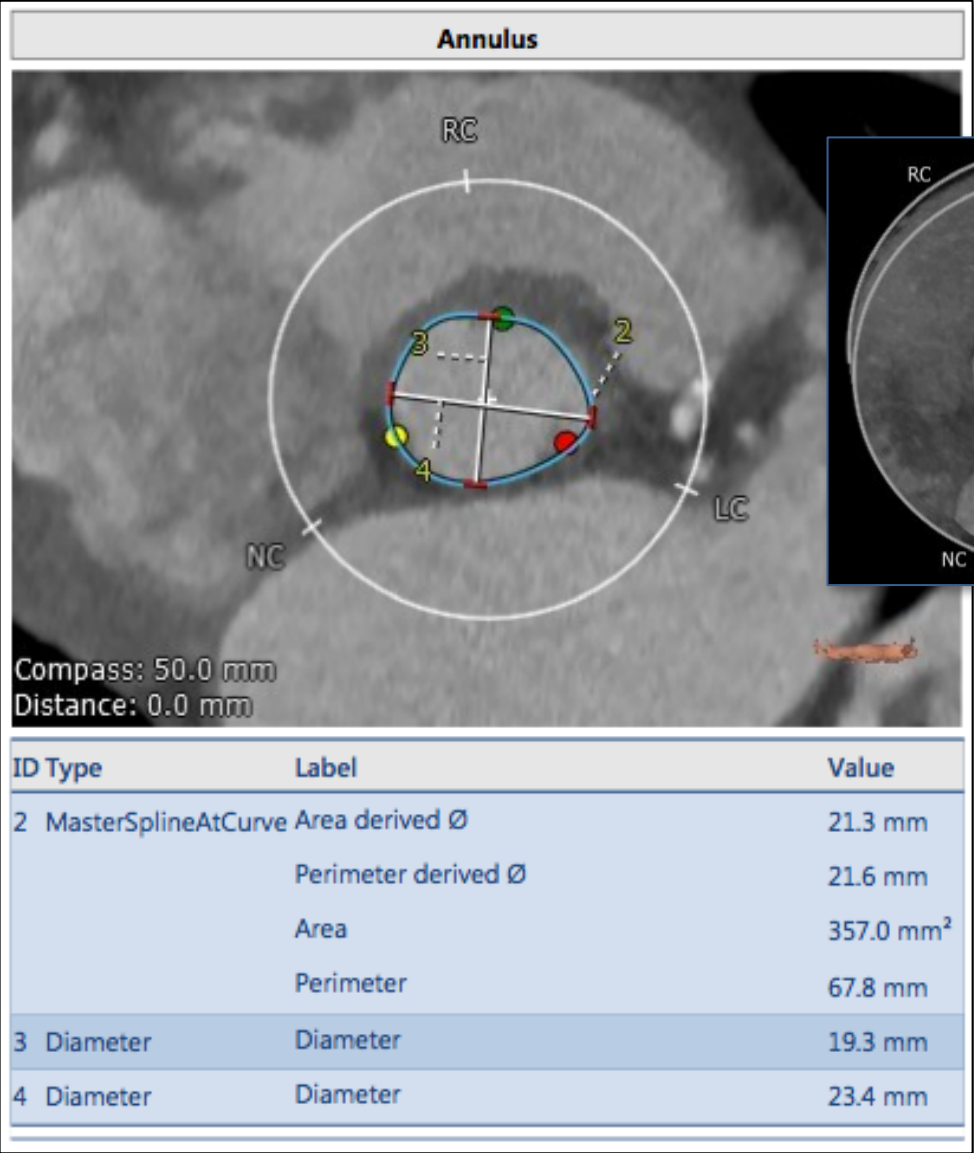 Annulus
RC
RC
3
2
4
LC
NC
NC
Compass: 50.0 mm
Distance: 0.0 mm
ID Type Label Value
2 MasterSplineAtCurve Area derived Ø 21.3 mm
Perimeter derived Ø 21.6 mm
Area 357.0 mm²
Perimeter 67.8 mm
3 Diameter Diameter 19.3 mm
4 Diameter Diameter 23.4 mm